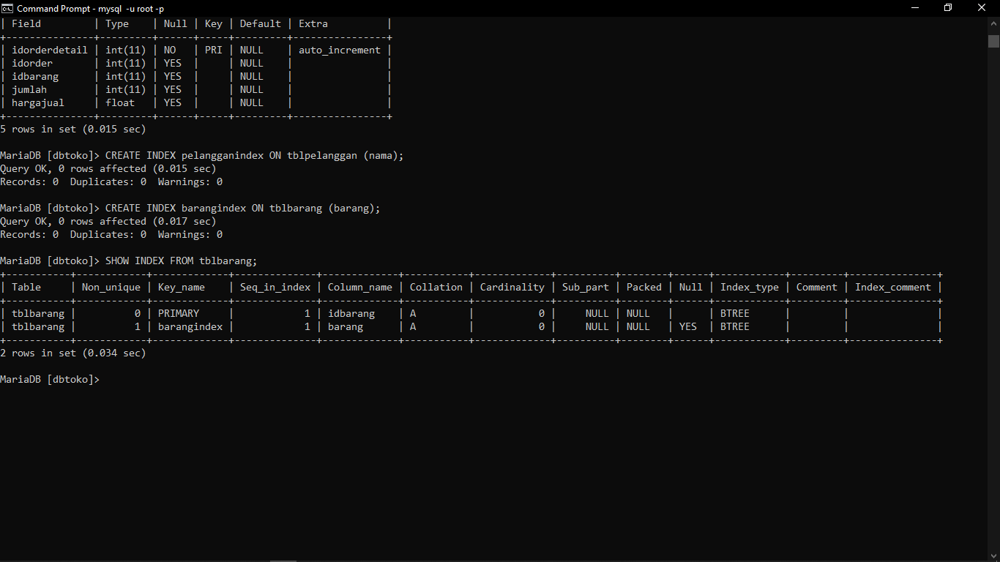 Command Prompt - mysql  -u root -p
| Field         | Type    | Null | Key | Default | Extra          |
+---------------+---------+------+-----+---------+----------------+
| idorderdetail | int(11) | NO   | PRI | NULL    | auto_increment |
| idorder       | int(11) | YES  |     | NULL    |                |
| idbarang      | int(11) | YES  |     | NULL    |                |
| jumlah        | int(11) | YES  |     | NULL    |                |
| hargajual     | float   | YES  |     | NULL    |                |
+---------------+---------+------+-----+---------+----------------+
5 rows in set (0.015 sec)
MariaDB [dbtoko]> CREATE INDEX pelangganindex ON tblpelanggan (nama);
Query OK, 0 rows affected (0.015 sec)
Records: 0  Duplicates: 0  Warnings: 0
MariaDB [dbtoko]> CREATE INDEX barangindex ON tblbarang (barang);
Query OK, 0 rows affected (0.017 sec)
Records: 0  Duplicates: 0  Warnings: 0
MariaDB [dbtoko]> SHOW INDEX FROM tblbarang;
+-----------+------------+-------------+--------------+-------------+-----------+-------------+----------+--------+------+------------+---------+---------------+
| Table     | Non_unique | Key_name    | Seq_in_index | Column_name | Collation | Cardinality | Sub_part | Packed | Null | Index_type | Comment | Index_comment |
+-----------+------------+-------------+--------------+-------------+-----------+-------------+----------+--------+------+------------+---------+---------------+
| tblbarang |          0 | PRIMARY     |            1 | idbarang    | A         |           0 |     NULL | NULL   |      | BTREE      |         |               |
| tblbarang |          1 | barangindex |            1 | barang      | A         |           0 |     NULL | NULL   | YES  | BTREE      |         |               |
+-----------+------------+-------------+--------------+-------------+-----------+-------------+----------+--------+------+------------+---------+---------------+
2 rows in set (0.034 sec)
MariaDB [dbtoko]>